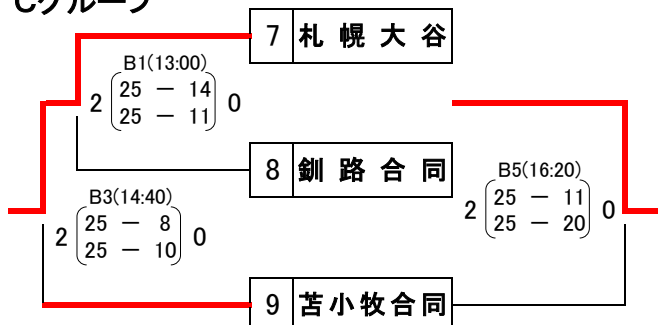 Cグループ
7 札幌大谷
B1(13:00)
2 25 － 14 0
25 － 11
8 釧路合同
B3(14:40)
2 25 － 8 0
25 － 10
B5(16:20)
2 25 － 11 0
25 － 20
9 苫小牧合同